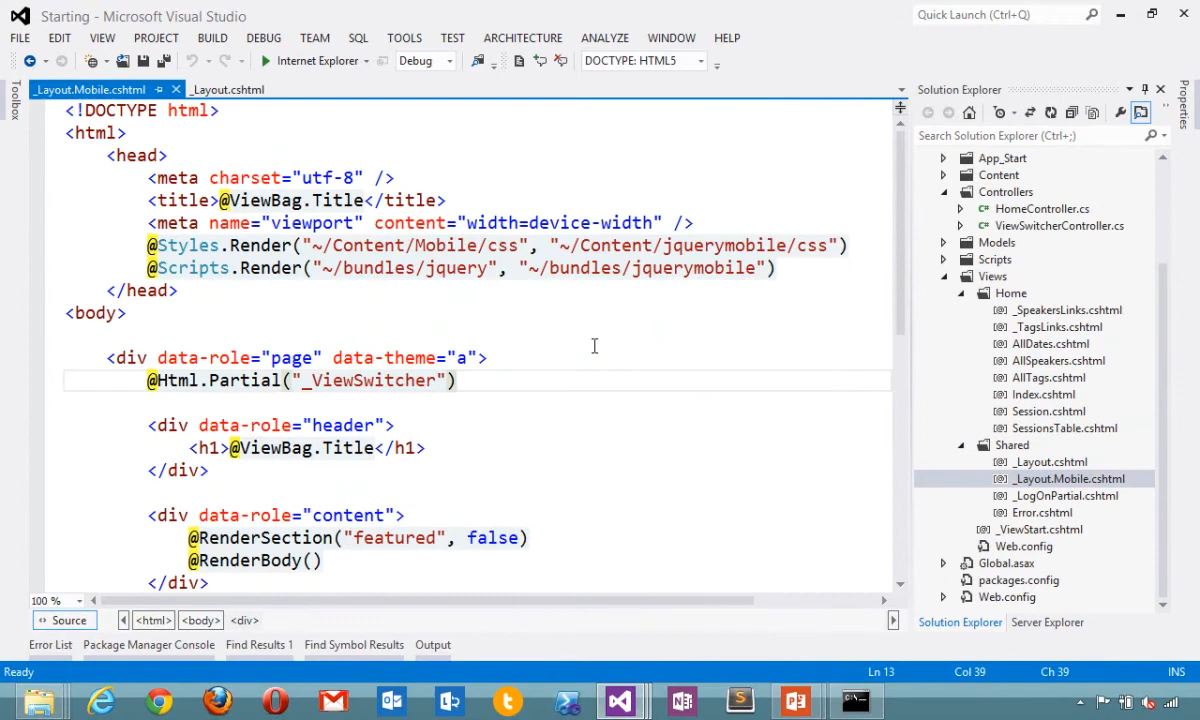 Starting - Microsoft Visual Studio
Quick Launch (Ctrl+Q)
FILE EDIT VIEW PROJECT BUILD DEBUG TEAM SQL TOOLS TEST ARCHITECTURE ANALYZE WINDOW HELP
Internet Explorer Debug DOCTYPE: HTML5
Toolbox
_Layout.Mobile.cshtml _Layout.cshtml
<!DOCTYPE html>
<html>
<head>
<meta charset="utf-8" />
<title>@ViewBag.Title</title>
<meta name="viewport" content="width=device-width" />
@Styles.Render("~/Content/Mobile/css", "~/Content/jquerymobile/css")
@Scripts.Render("~/bundles/jquery", "~/bundles/jquerymobile")
</head>
<body>
<div data-role="page" data-theme="a">
@Html.Partial("_ViewSwitcher")
<div data-role="header">
<h1>@ViewBag.Title</h1>
</div>
<div data-role="content">
@RenderSection("featured", false)
@RenderBody()
</div>
100 %
Source <html> <body> <div>
Solution Explorer
Search Solution Explorer (Ctrl+;)
App_Start
Content
Controllers
C# HomeController.cs
C# ViewSwitcherController.cs
Models
Scripts
Views
Home
[@] _SpeakersLinks.cshtml
[@] _TagsLinks.cshtml
[@] AllDates.cshtml
[@] AllSpeakers.cshtml
[@] AllTags.cshtml
[@] Index.cshtml
[@] Session.cshtml
[@] SessionsTable.cshtml
Shared
[@] _Layout.cshtml
[@] _Layout.Mobile.cshtml
[@] _LogOnPartial.cshtml
[@] Error.cshtml
[@] _ViewStart.cshtml
Web.config
Global.asax
packages.config
Web.config
Solution Explorer Server Explorer
Properties
Error List Package Manager Console Find Results 1 Find Symbol Results Output
Ready Ln 13 Col 39 Ch 39 INS